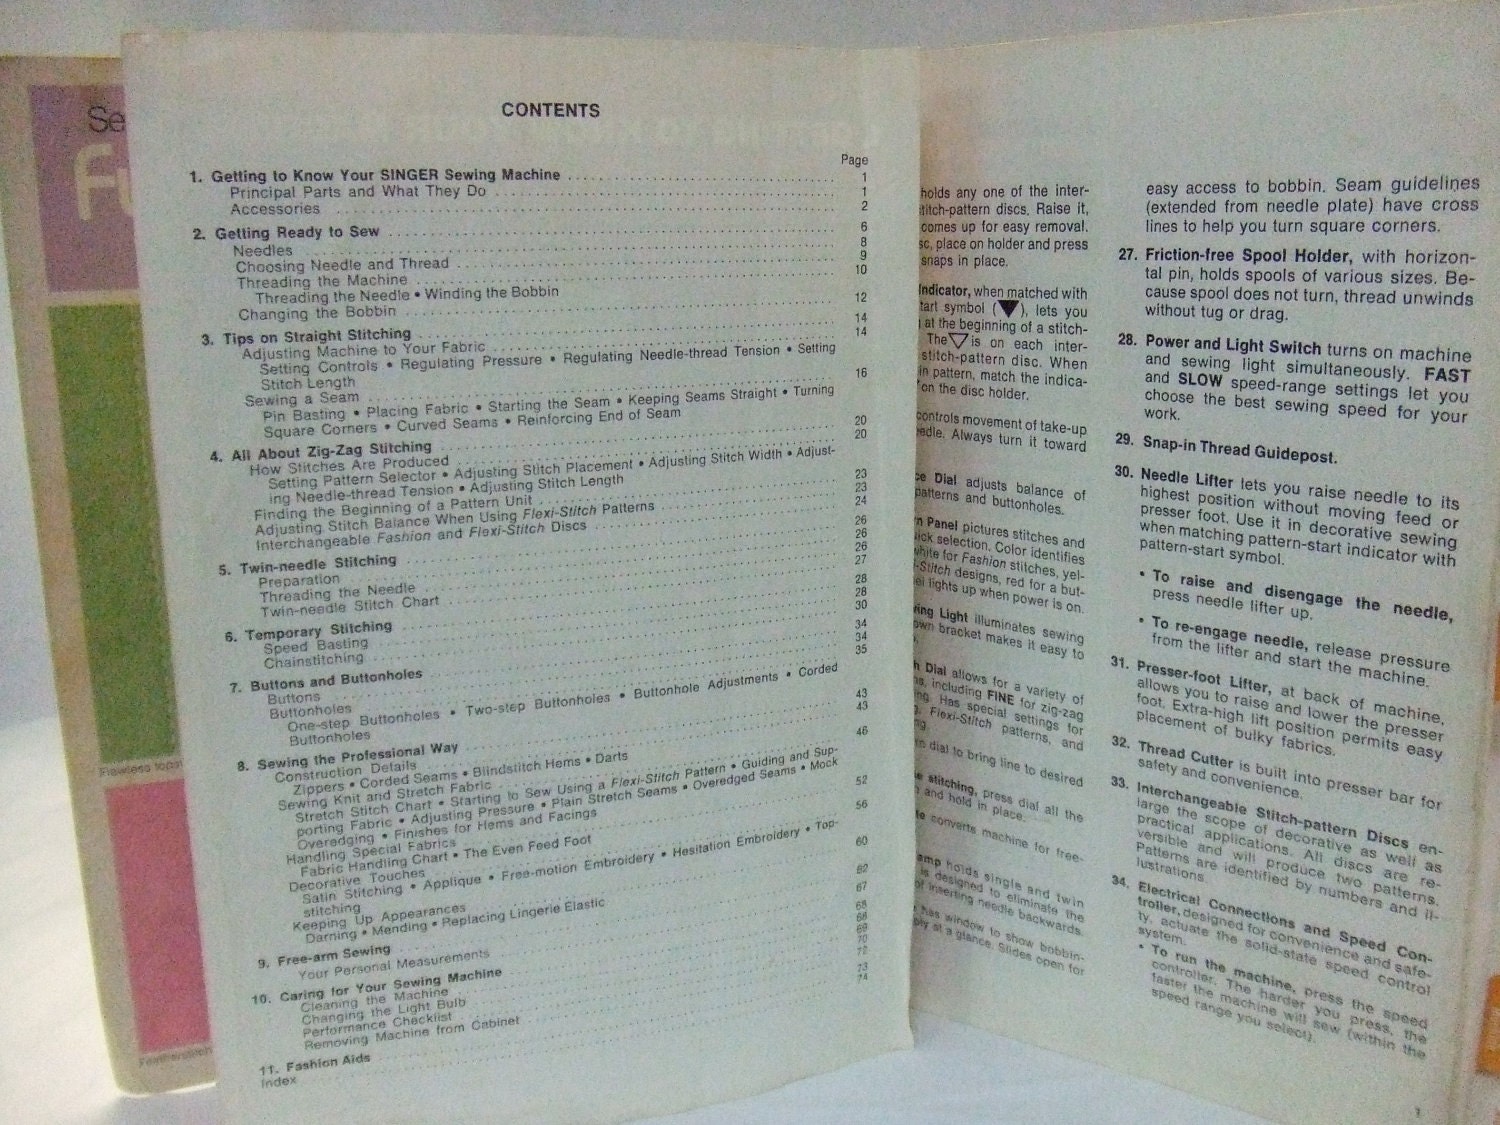 Se
fu
Flawless topst
Featherstitch
CONTENTS
Page
1. Getting to Know Your SINGER Sewing Machine 1
Principal Parts and What They Do 1
Accessories 2
2. Getting Ready to Sew 6
Needles 8
Choosing Needle and Thread 9
Threading the Machine 10
Threading the Needle • Winding the Bobbin
Changing the Bobbin 12
3. Tips on Straight Stitching 14
Adjusting Machine to Your Fabric 14
Setting Controls • Regulating Pressure • Regulating Needle-thread Tension • Setting
Stitch Length
Sewing a Seam 16
Pin Basting • Placing Fabric • Starting the Seam • Keeping Seams Straight • Turning
Square Corners • Curved Seams • Reinforcing End of Seam
4. All About Zig-Zag Stitching 20
How Stitches Are Produced 20
Setting Pattern Selector • Adjusting Stitch Placement • Adjusting Stitch Width • Adjust-
ing Needle-thread Tension • Adjusting Stitch Length
Finding the Beginning of a Pattern Unit 23
Adjusting Stitch Balance When Using Flexi-Stitch Patterns 23
Interchangeable Fashion and Flexi-Stitch Discs 24
5. Twin-needle Stitching 26
Preparation 26
Threading the Needle 26
Twin-needle Stitch Chart 27
6. Temporary Stitching 28
Speed Basting 28
Chainstitching 30
7. Buttons and Buttonholes 34
Buttons 34
Buttonholes 35
One-step Buttonholes • Two-step Buttonholes • Buttonhole Adjustments • Corded
Buttonholes
8. Sewing the Professional Way 43
Construction Details 43
Zippers • Corded Seams • Blindstitch Hems • Darts
Sewing Knit and Stretch Fabric 46
Stretch Stitch Chart • Starting to Sew Using a Flexi-Stitch Pattern • Guiding and Sup-
porting Fabric • Adjusting Pressure • Plain Stretch Seams • Overedged Seams • Mock
Overedging • Finishes for Hems and Facings
Handling Special Fabrics 52
Fabric Handling Chart • The Even Feed Foot
Decorative Touches 56
Satin Stitching • Applique • Free-motion Embroidery • Hesitation Embroidery • Top-
stitching
Keeping Up Appearances 60
Darning • Mending • Replacing Lingerie Elastic
9. Free-arm Sewing 62
Your Personal Measurements 67
10. Caring for Your Sewing Machine 68
Cleaning the Machine 68
Changing the Light Bulb 69
Performance Checklist 70
Removing Machine from Cabinet 72
11. Fashion Aids 73
Index 74
holds any one of the inter-
titch-pattern discs. Raise it,
comes up for easy removal.
sc, place on holder and press
snaps in place.
Indicator, when matched with
tart symbol (▼), lets you
at the beginning of a stitch-
The ▽ is on each inter-
stitch-pattern disc. When
in pattern, match the indica-
on the disc holder.
controls movement of take-up
edle. Always turn it toward
ce Dial adjusts balance of
patterns and buttonholes.
n Panel pictures stitches and
ick selection. Color identifies
white for Fashion stitches, yel-
i-Stitch designs, red for a but-
el lights up when power is on.
wing Light illuminates sewing
own bracket makes it easy to
h Dial allows for a variety of
s, including FINE for zig-zag
ng. Has special settings for
Flexi-Stitch patterns, and
ng.
n dial to bring line to desired
e stitching, press dial all the
and hold in place.
te converts machine for free-
amp holds single and twin
is designed to eliminate the
of inserting needle backwards.
has window to show bobbin-
ply at a glance. Slides open for
easy access to bobbin. Seam guidelines
(extended from needle plate) have cross
lines to help you turn square corners.
27. Friction-free Spool Holder, with horizon-
tal pin, holds spools of various sizes. Be-
cause spool does not turn, thread unwinds
without tug or drag.
28. Power and Light Switch turns on machine
and sewing light simultaneously. FAST
and SLOW speed-range settings let you
choose the best sewing speed for your
work.
29. Snap-in Thread Guidepost.
30. Needle Lifter lets you raise needle to its
highest position without moving feed or
presser foot. Use it in decorative sewing
when matching pattern-start indicator with
pattern-start symbol.
• To raise and disengage the needle,
press needle lifter up.
• To re-engage needle, release pressure
from the lifter and start the machine.
31. Presser-foot Lifter, at back of machine,
allows you to raise and lower the presser
foot. Extra-high lift position permits easy
placement of bulky fabrics.
32. Thread Cutter is built into presser bar for
safety and convenience.
33. Interchangeable Stitch-pattern Discs en-
large the scope of decorative as well as
practical applications. All discs are re-
versible and will produce two patterns.
Patterns are identified by numbers and il-
lustrations
34. Electrical Connections and Speed Con-
troller, designed for convenience and safe-
ty, actuate the solid-state speed control
system.
• To run the machine, press the speed
controller. The harder you press, the
faster the machine will sew (within the
speed range you select).